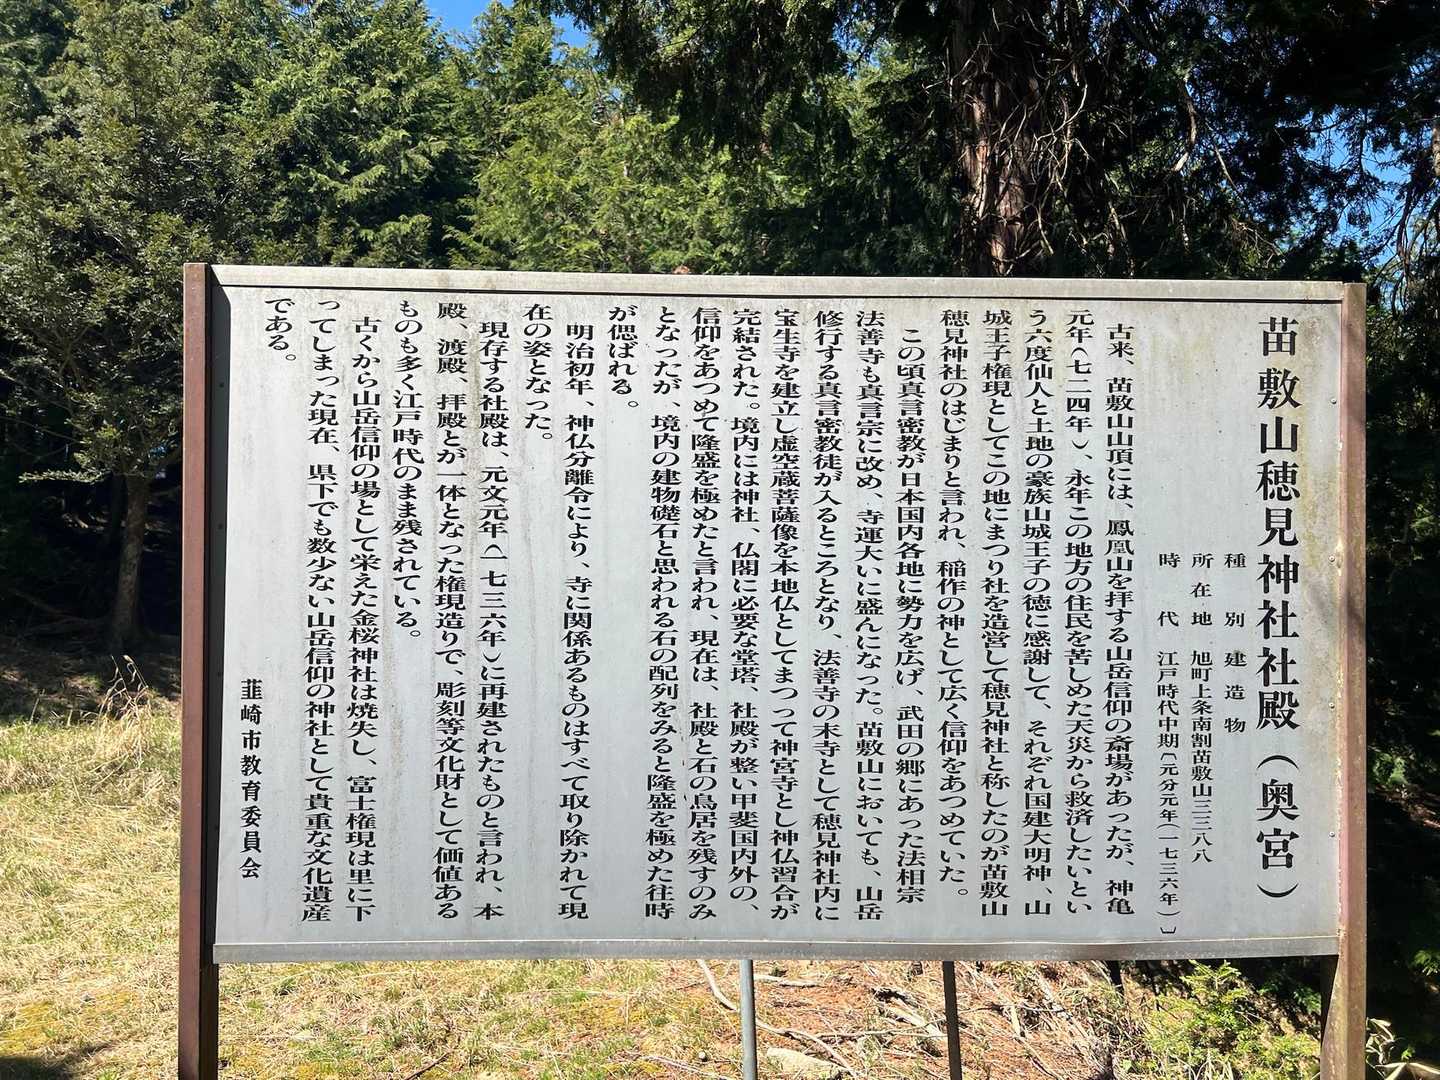 苗敷山穂見神社社殿（奥宮）
種別 建造物
所在地 旭町上条南割苗敷山三三八八
時代 江戸時代中期〔元分元年（一七三六年）〕
古来、苗敷山山頂には、鳳凰山を拝する山岳信仰の斎場があったが、神亀
元年（七二四年）、永年この地方の住民を苦しめた天災から救済したいとい
う六度仙人と土地の豪族山城王子の徳に感謝して、それぞれ国建大明神、山
城王子権現としてこの地にまつり社を造営して穂見神社と称したのが苗敷山
穂見神社のはじまりと言われ、稲作の神として広く信仰をあつめていた。
この頃真言密教が日本国内各地に勢力を広げ、武田の郷にあった法相宗
法善寺も真言宗に改め、寺運大いに盛んになった。苗敷山においても、山岳
修行する真言密教徒が入るところとなり、法善寺の末寺として穂見神社内に
宝生寺を建立し虚空蔵菩薩像を本地仏としてまつって神宮寺とし神仏習合が
完結された。境内には神社、仏閣に必要な堂塔、社殿が整い甲斐国内外の、
信仰をあつめて隆盛を極めたと言われ、現在は、社殿と石の鳥居を残すのみ
となったが、境内の建物礎石と思われる石の配列をみると隆盛を極めた往時
が偲ばれる。
明治初年、神仏分離令により、寺に関係あるものはすべて取り除かれて現
在の姿となった。
現存する社殿は、元文元年（一七三六年）に再建されたものと言われ、本
殿、渡殿、拝殿とが一体となった権現造りで、彫刻等文化財として価値ある
ものも多く江戸時代のまま残されている。
古くから山岳信仰の場として栄えた金桜神社は焼失し、富士権現は里に下
ってしまった現在、県下でも数少ない山岳信仰の神社として貴重な文化遺産
である。
韮崎市教育委員会